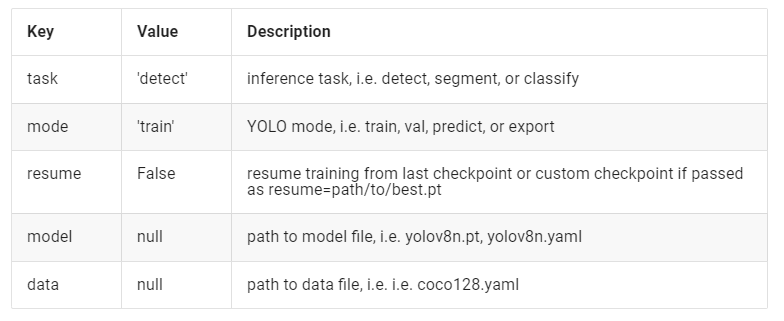 Key Value Description
task 'detect' inference task, i.e. detect, segment, or classify
mode 'train' YOLO mode, i.e. train, val, predict, or export
resume False resume training from last checkpoint or custom checkpoint if passed
as resume=path/to/best.pt
model null path to model file, i.e. yolov8n.pt, yolov8n.yaml
data null path to data file, i.e. i.e. coco128.yaml